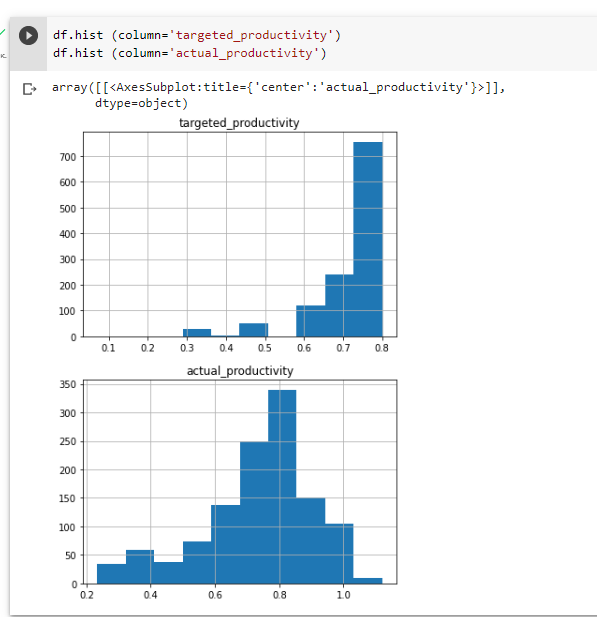 df.hist (column='targeted_productivity')
df.hist (column='actual_productivity')
array([[<AxesSubplot:title={'center':'actual_productivity'}>]],
dtype=object)
targeted_productivity
700
600
500
400
300
200
100
0
0.1 0.2 0.3 0.4 0.5 0.6 0.7 0.8
actual_productivity
350
300
250
200
150
100
50
0
0.2 0.4 0.6 0.8 1.0